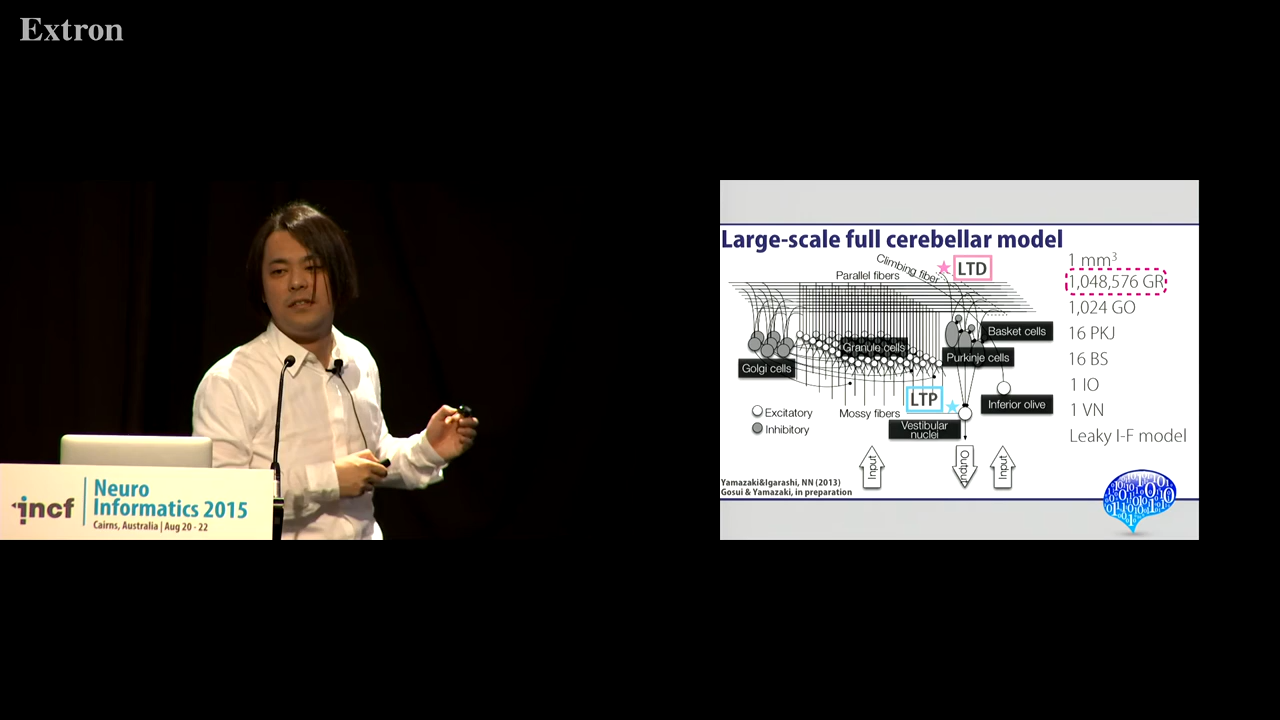 Extron
incf
Neuro
Informatics 2015
Cairns, Australia | Aug 20 - 22
Large-scale full cerebellar model
Climbing fiber
LTD
Parallel fibers
Basket cells
Granule cells
Purkinje cells
Golgi cells
LTP
Inferior olive
Mossy fibers
Excitatory
Inhibitory
Vestibular
nuclei
Input
Output
Input
1 mm³
1,048,576 GR
1,024 GO
16 PKJ
16 BS
1 IO
1 VN
Leaky I-F model
Yamazaki&Igarashi, NN (2013)
Gosui & Yamazaki, in preparation